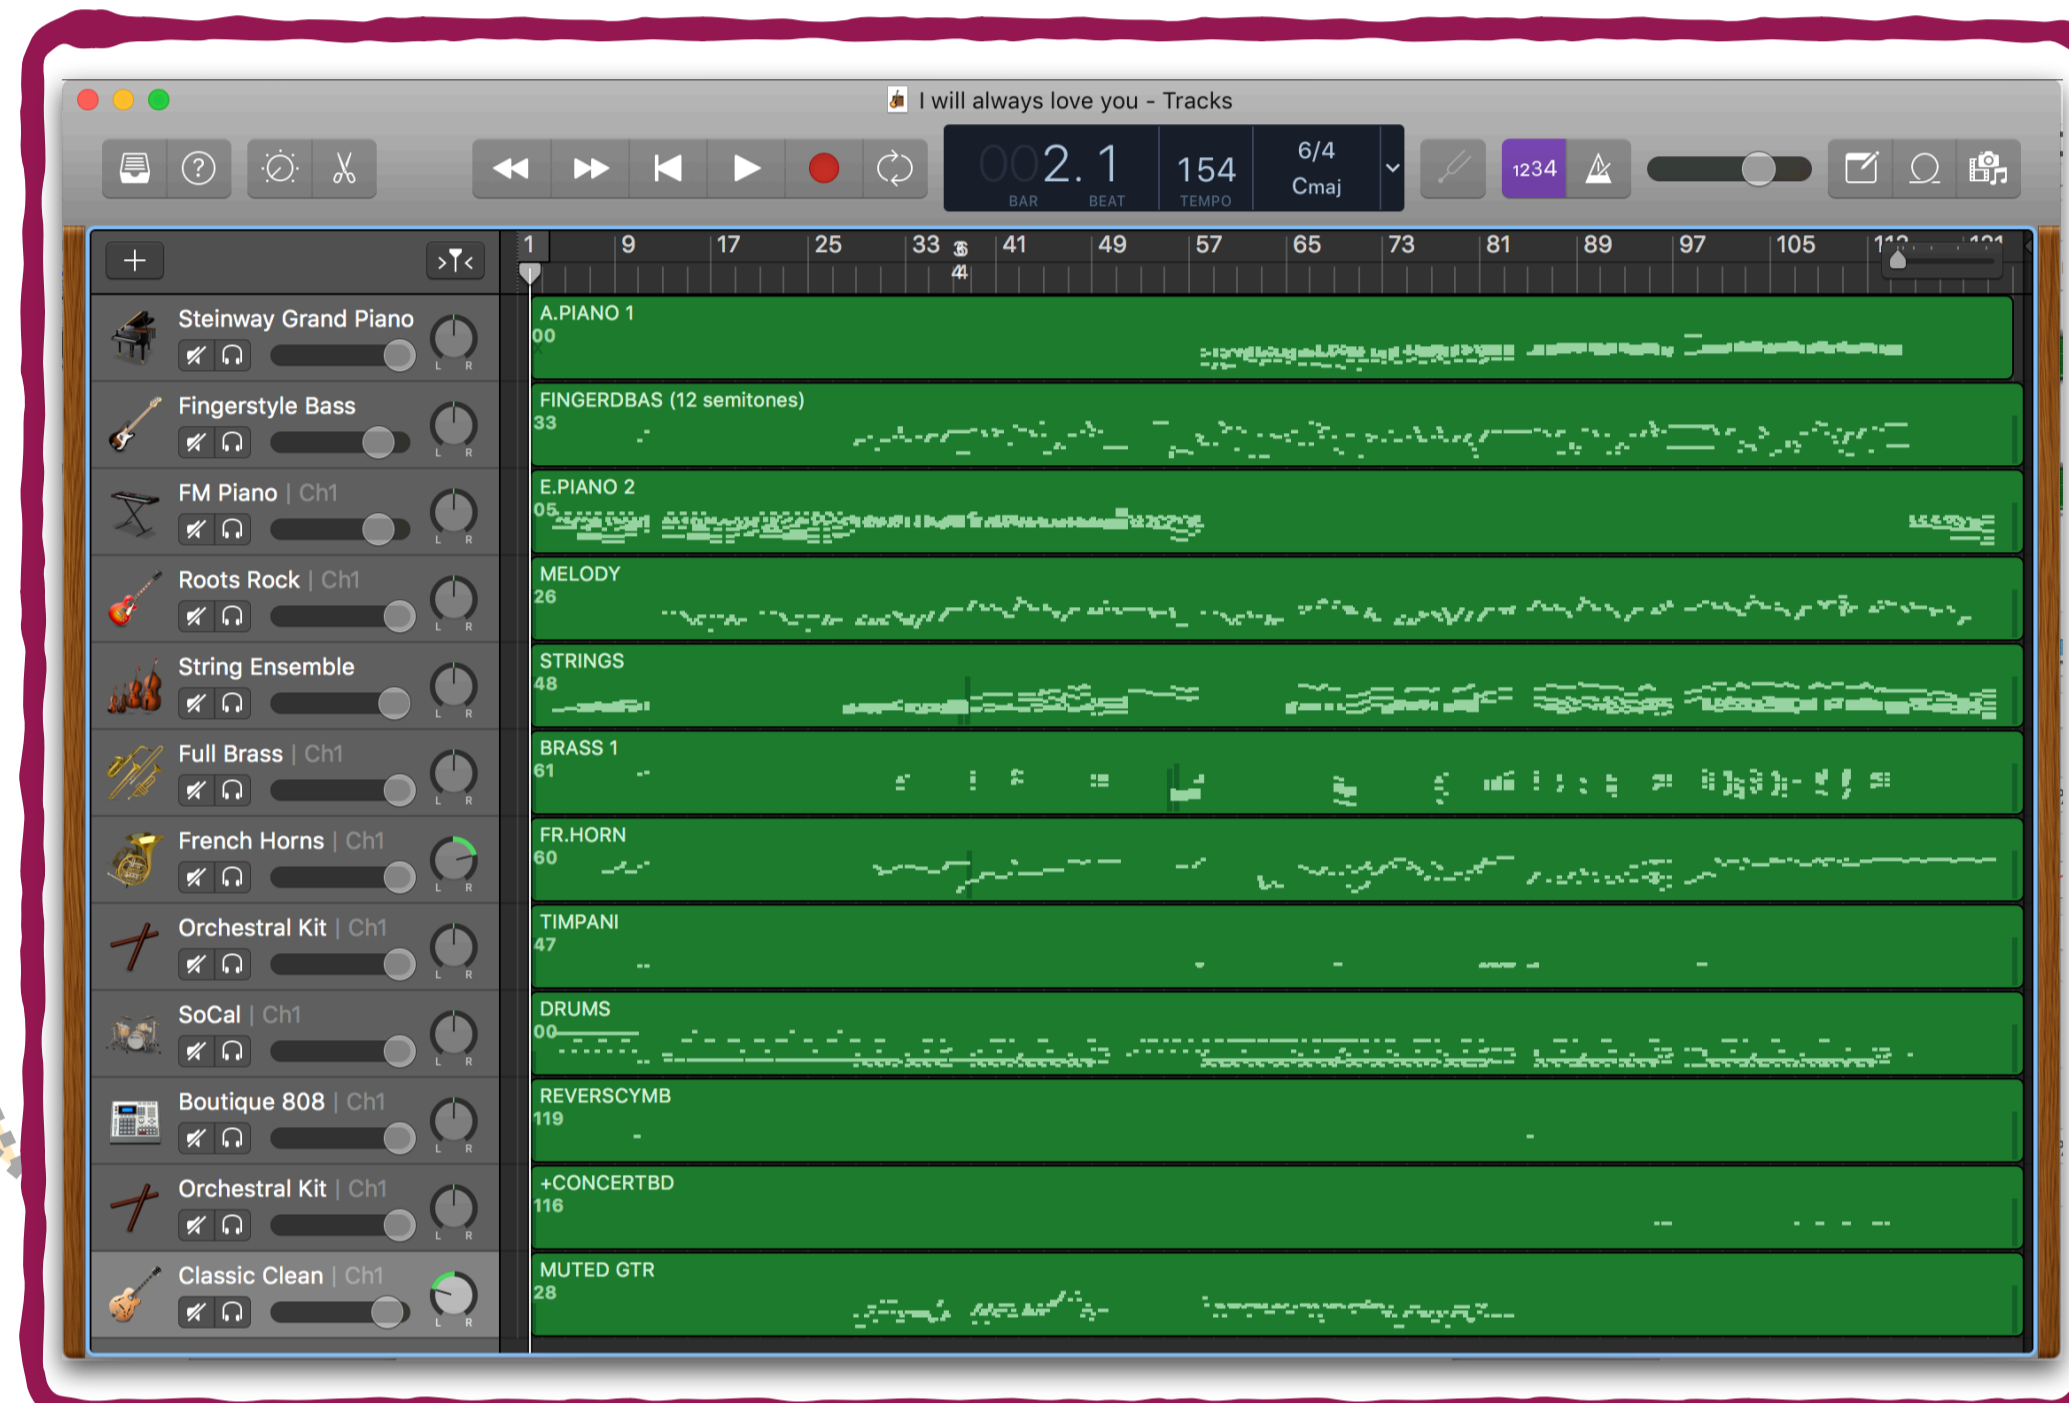 I will always love you - Tracks
002. 1 154 6/4
Cmaj
BAR BEAT TEMPO
1234
1 9 17 25 33 41 49 57 65 73 81 89 97 105
Steinway Grand Piano
L R
A.PIANO 1
00
Fingerstyle Bass
L R
FINGERDBAS (12 semitones)
33
FM Piano | Ch1
L R
E.PIANO 2
05
Roots Rock | Ch1
L R
MELODY
26
String Ensemble
L R
STRINGS
48
Full Brass | Ch1
L R
BRASS 1
61
French Horns | Ch1
L R
FR.HORN
60
Orchestral Kit | Ch1
L R
TIMPANI
47
SoCal | Ch1
L R
DRUMS
00
Boutique 808 | Ch1
L R
REVERSCYMB
119
Orchestral Kit | Ch1
L R
+CONCERTBD
116
Classic Clean | Ch1
L R
MUTED GTR
28